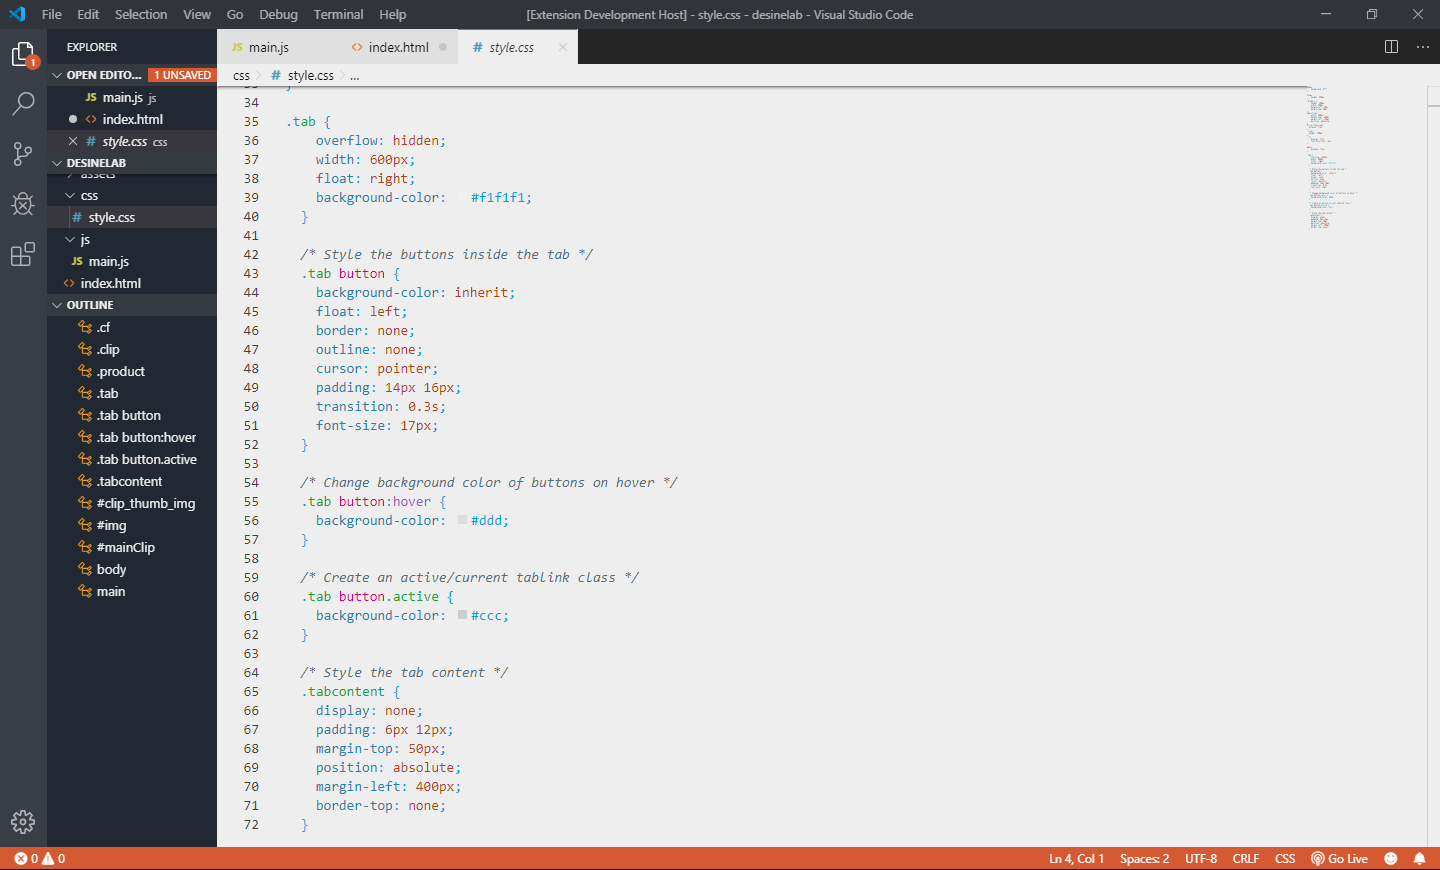 File Edit Selection View Go Debug Terminal Help [Extension Development Host] - style.css - desinelab - Visual Studio Code
1
EXPLORER
OPEN EDITO... 1 UNSAVED
JS main.js js
<> index.html
# style.css css
DESINELAB
assets
css
# style.css
js
JS main.js
<> index.html
OUTLINE
.cf
.clip
.product
.tab
.tab button
.tab button:hover
.tab button.active
.tabcontent
#clip_thumb_img
#img
#mainClip
body
main
JS main.js <> index.html # style.css
css > # style.css > ...
33 }
34
35 .tab {
36 overflow: hidden;
37 width: 600px;
38 float: right;
39 background-color: #f1f1f1;
40 }
41
42 /* Style the buttons inside the tab */
43 .tab button {
44 background-color: inherit;
45 float: left;
46 border: none;
47 outline: none;
48 cursor: pointer;
49 padding: 14px 16px;
50 transition: 0.3s;
51 font-size: 17px;
52 }
53
54 /* Change background color of buttons on hover */
55 .tab button:hover {
56 background-color: #ddd;
57 }
58
59 /* Create an active/current tablink class */
60 .tab button.active {
61 background-color: #ccc;
62 }
63
64 /* Style the tab content */
65 .tabcontent {
66 display: none;
67 padding: 6px 12px;
68 margin-top: 50px;
69 position: absolute;
70 margin-left: 400px;
71 border-top: none;
72 }
0 0 Ln 4, Col 1 Spaces: 2 UTF-8 CRLF CSS Go Live